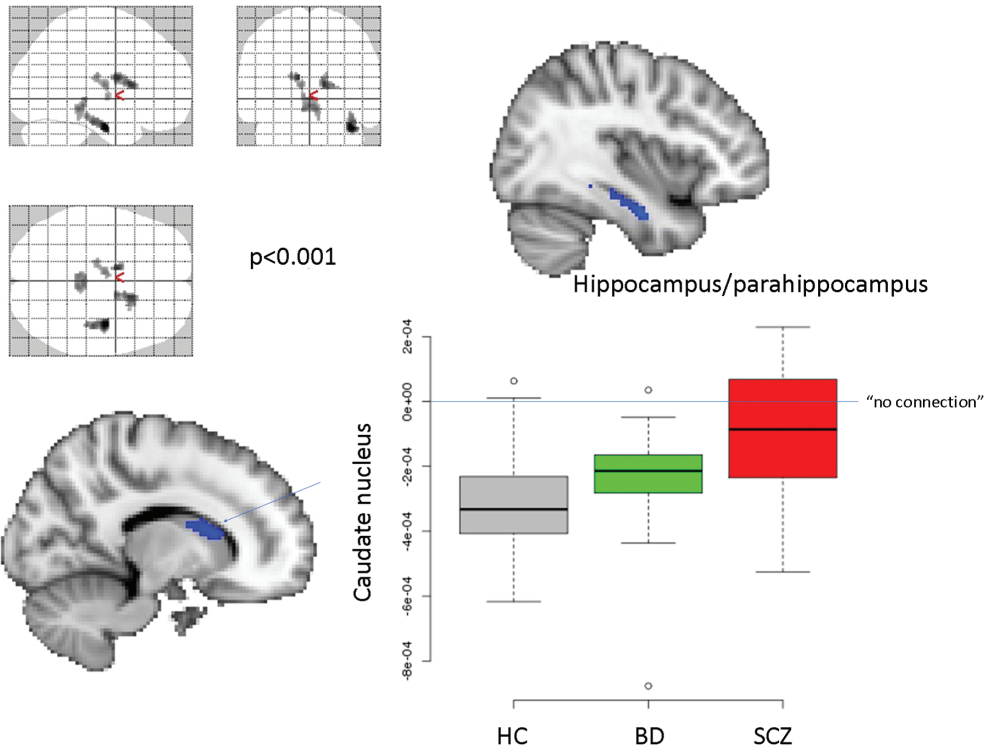 <
<
<
p<0.001
Hippocampus/parahippocampus
Caudate nucleus
2e-04
0e+00
-2e-04
-4e-04
-6e-04
-8e-04
“no connection”
HC BD SCZ